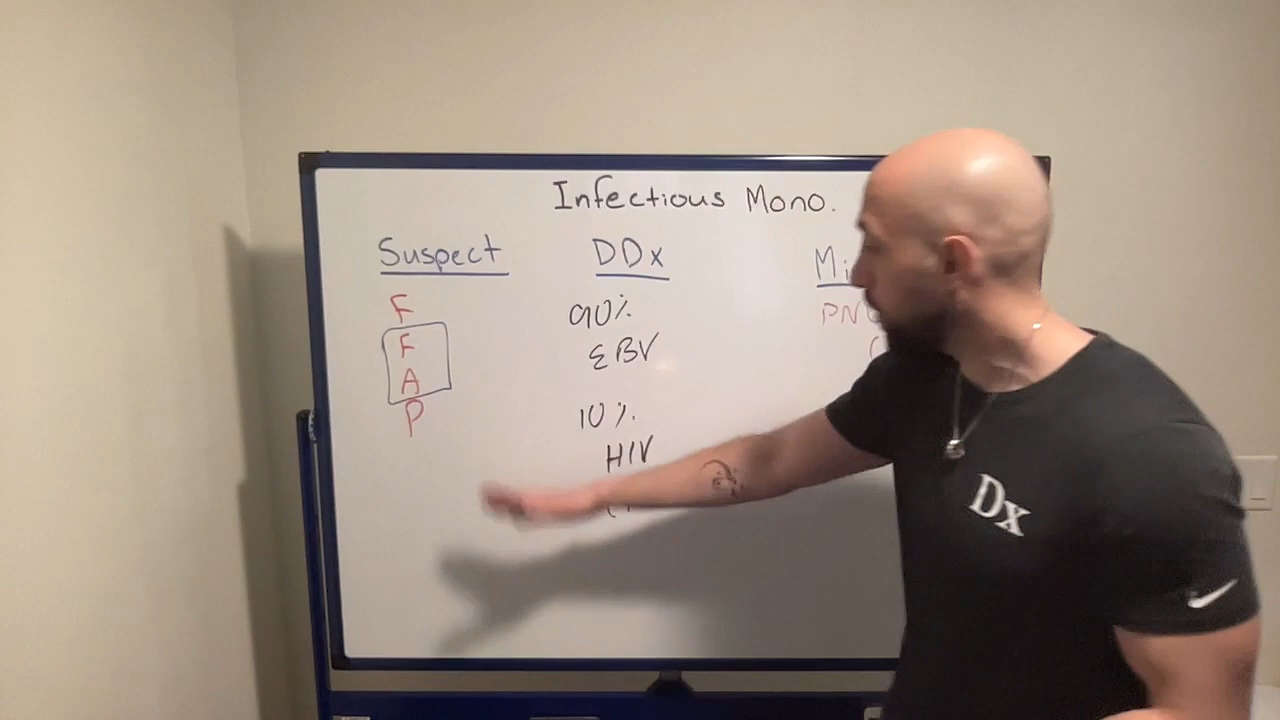 Infectious Mono.
Suspect
F
F
A
P
DDx
90%
EBV
10%
HIV
Dx